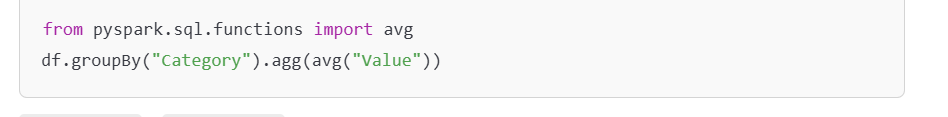 from pyspark.sql.functions import avg
df.groupBy("Category").agg(avg("Value"))